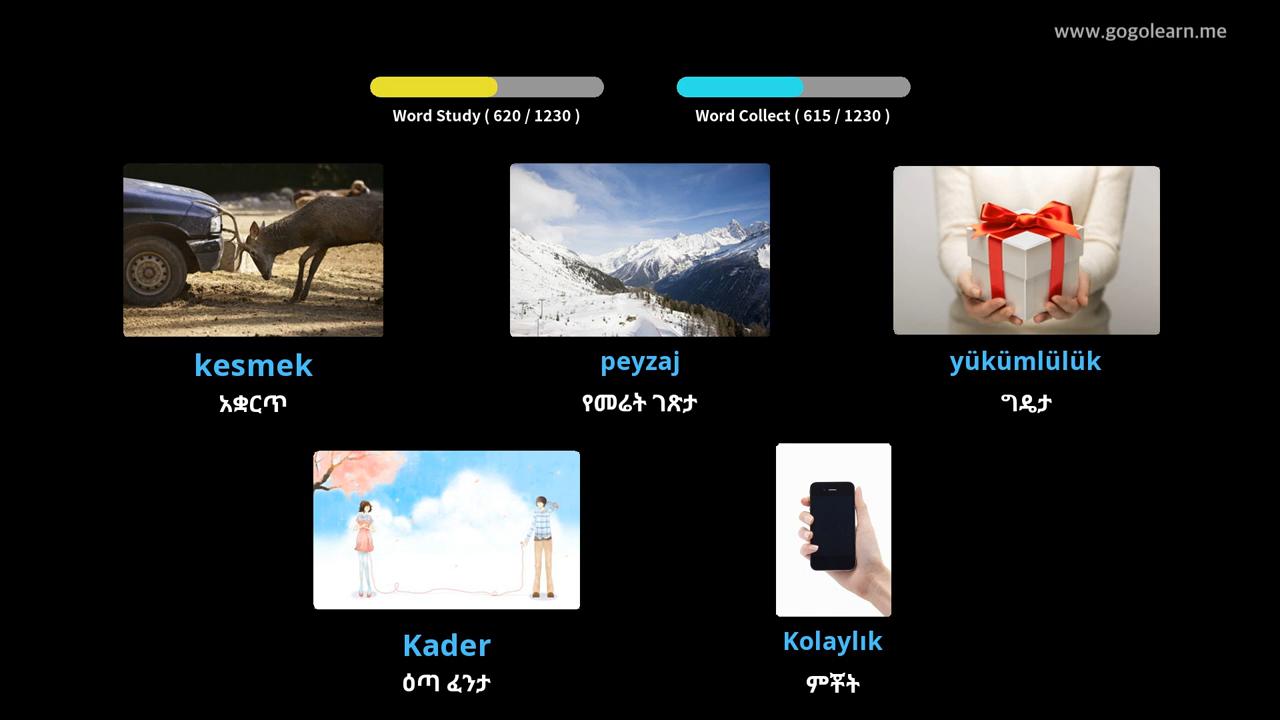 www.gogolearn.me
Word Study ( 620 / 1230 )
Word Collect ( 615 / 1230 )
kesmek
አቋርጥ
peyzaj
የመሬት ገጽታ
yükümlülük
ግዴታ
Kader
ዕጣ ፈንታ
Kolaylık
ምቾት